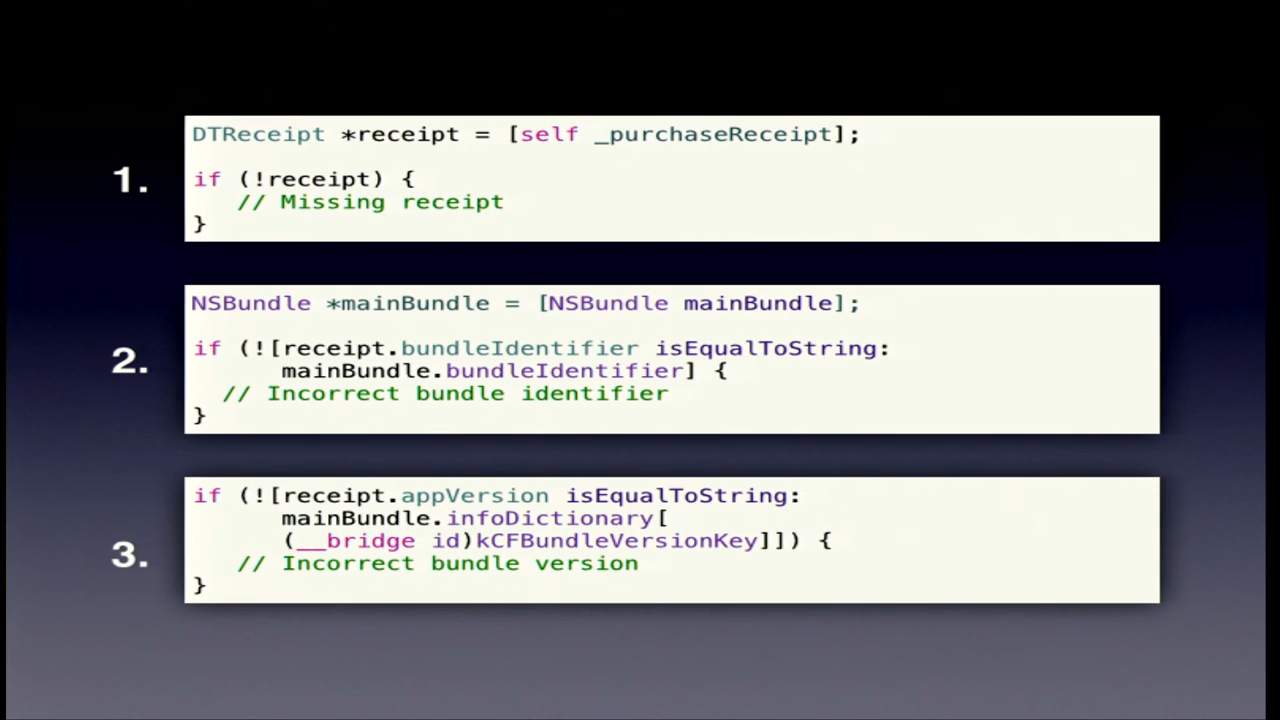 1.
DTReceipt *receipt = [self _purchaseReceipt];
if (!receipt) {
// Missing receipt
}
2.
NSBundle *mainBundle = [NSBundle mainBundle];
if (![receipt.bundleIdentifier isEqualToString:
mainBundle.bundleIdentifier] {
// Incorrect bundle identifier
}
3.
if (![receipt.appVersion isEqualToString:
mainBundle.infoDictionary[
(__bridge id)kCFBundleVersionKey]]) {
// Incorrect bundle version
}